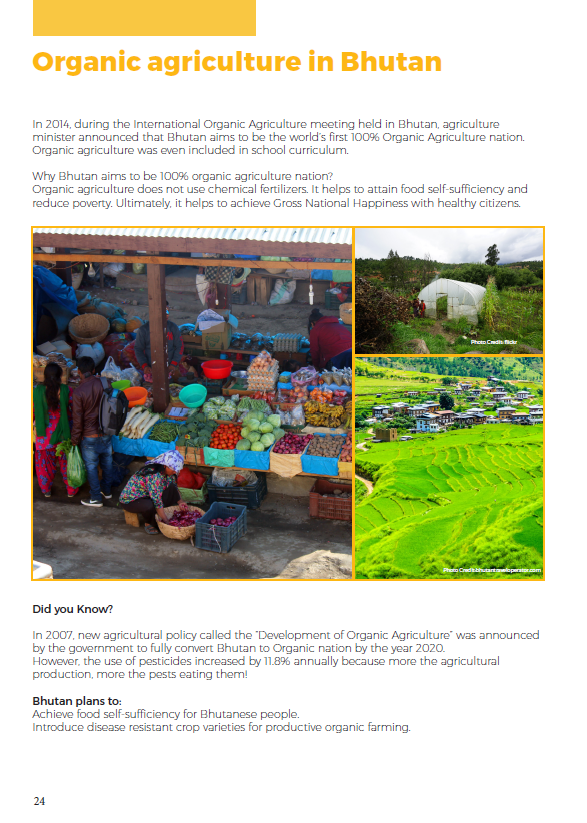 Organic agriculture in Bhutan
In 2014, during the International Organic Agriculture meeting held in Bhutan, agriculture
minister announced that Bhutan aims to be the world's first 100% Organic Agriculture nation.
Organic agriculture was even included in school curriculum.
Why Bhutan aims to be 100% organic agriculture nation?
Organic agriculture does not use chemical fertilizers. It helps to attain food self-sufficiency and
reduce poverty. Ultimately, it helps to achieve Gross National Happiness with healthy citizens.
Photo Credit: flickr
Photo Credit:bhutantraveloperator.com
Did you Know?
In 2007, new agricultural policy called the "Development of Organic Agriculture" was announced
by the government to fully convert Bhutan to Organic nation by the year 2020.
However, the use of pesticides increased by 11.8% annually because more the agricultural
production, more the pests eating them!
Bhutan plans to:
Achieve food self-sufficiency for Bhutanese people.
Introduce disease resistant crop varieties for productive organic farming.
24